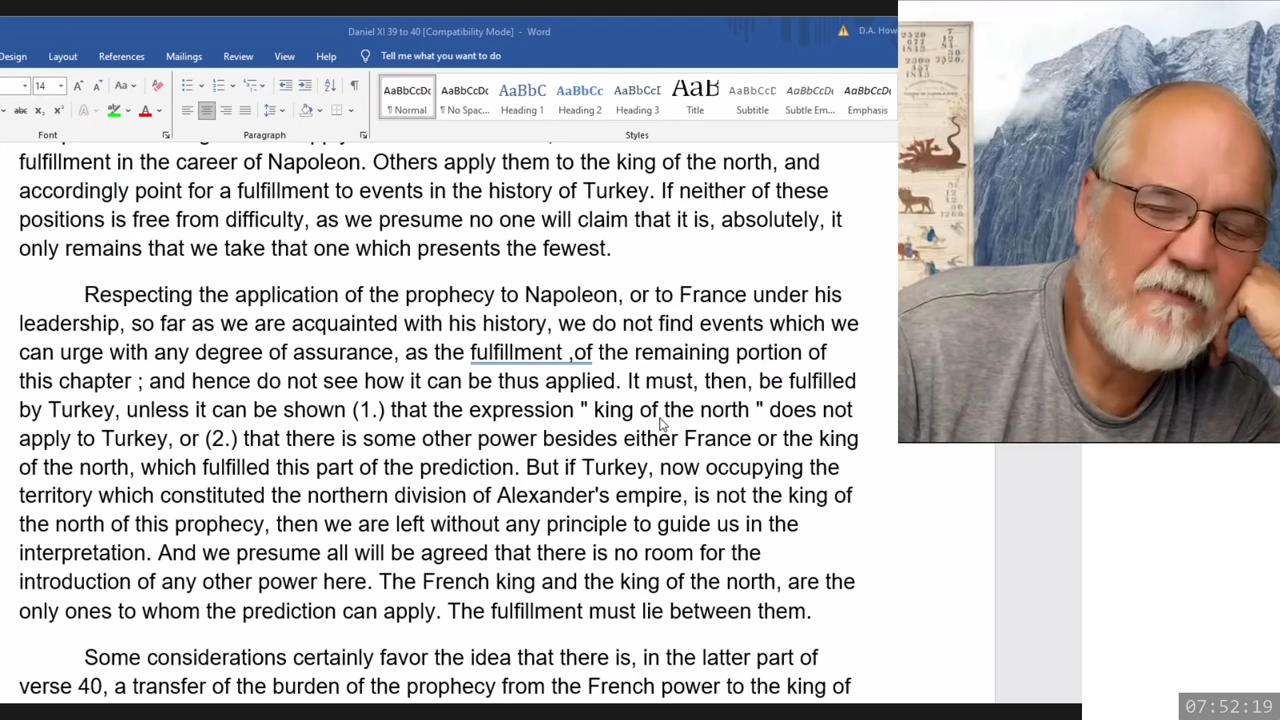 Daniel XI 39 to 40 [Compatibility Mode] - Word
D.A. How
Design Layout References Mailings Review View Help Tell me what you want to do
14 Aa
abc x₂ x² A
AaBbCcDc AaBbCcDc AaBbC AaBbCc AaBbCcD AaB AaBbCcD AaBbCcDc AaBbCcDc
¶ Normal ¶ No Spac... Heading 1 Heading 2 Heading 3 Title Subtitle Subtle Em... Emphasis
Font Paragraph Styles
fulfillment in the career of Napoleon. Others apply them to the king of the north, and
accordingly point for a fulfillment to events in the history of Turkey. If neither of these
positions is free from difficulty, as we presume no one will claim that it is, absolutely, it
only remains that we take that one which presents the fewest.
Respecting the application of the prophecy to Napoleon, or to France under his
leadership, so far as we are acquainted with his history, we do not find events which we
can urge with any degree of assurance, as the fulfillment ,of the remaining portion of
this chapter ; and hence do not see how it can be thus applied. It must, then, be fulfilled
by Turkey, unless it can be shown (1.) that the expression " king of the north " does not
apply to Turkey, or (2.) that there is some other power besides either France or the king
of the north, which fulfilled this part of the prediction. But if Turkey, now occupying the
territory which constituted the northern division of Alexander's empire, is not the king of
the north of this prophecy, then we are left without any principle to guide us in the
interpretation. And we presume all will be agreed that there is no room for the
introduction of any other power here. The French king and the king of the north, are the
only ones to whom the prediction can apply. The fulfillment must lie between them.
Some considerations certainly favor the idea that there is, in the latter part of
verse 40, a transfer of the burden of the prophecy from the French power to the king of
07:52:19